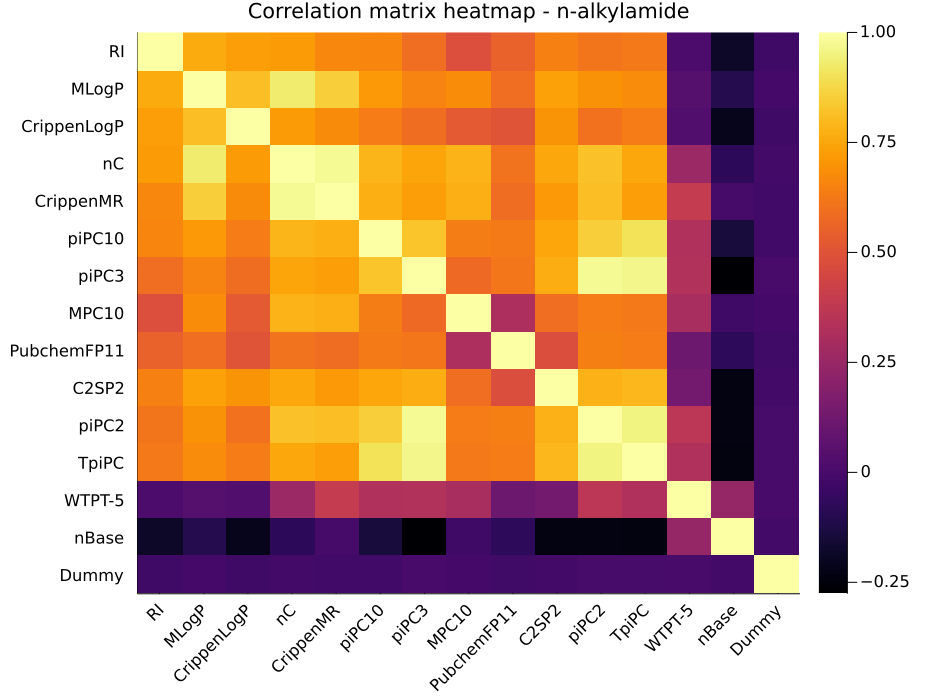 Correlation matrix heatmap - n-alkylamide
RI
MLogP
CrippenLogP
nC
CrippenMR
piPC10
piPC3
MPC10
PubchemFP11
C2SP2
piPC2
TpiPC
WTPT-5
nBase
Dummy
RI
MLogP
CrippenLogP
nC
CrippenMR
piPC10
piPC3
MPC10
PubchemFP11
C2SP2
piPC2
TpiPC
WTPT-5
nBase
Dummy
1.00
0.75
0.50
0.25
0
−0.25